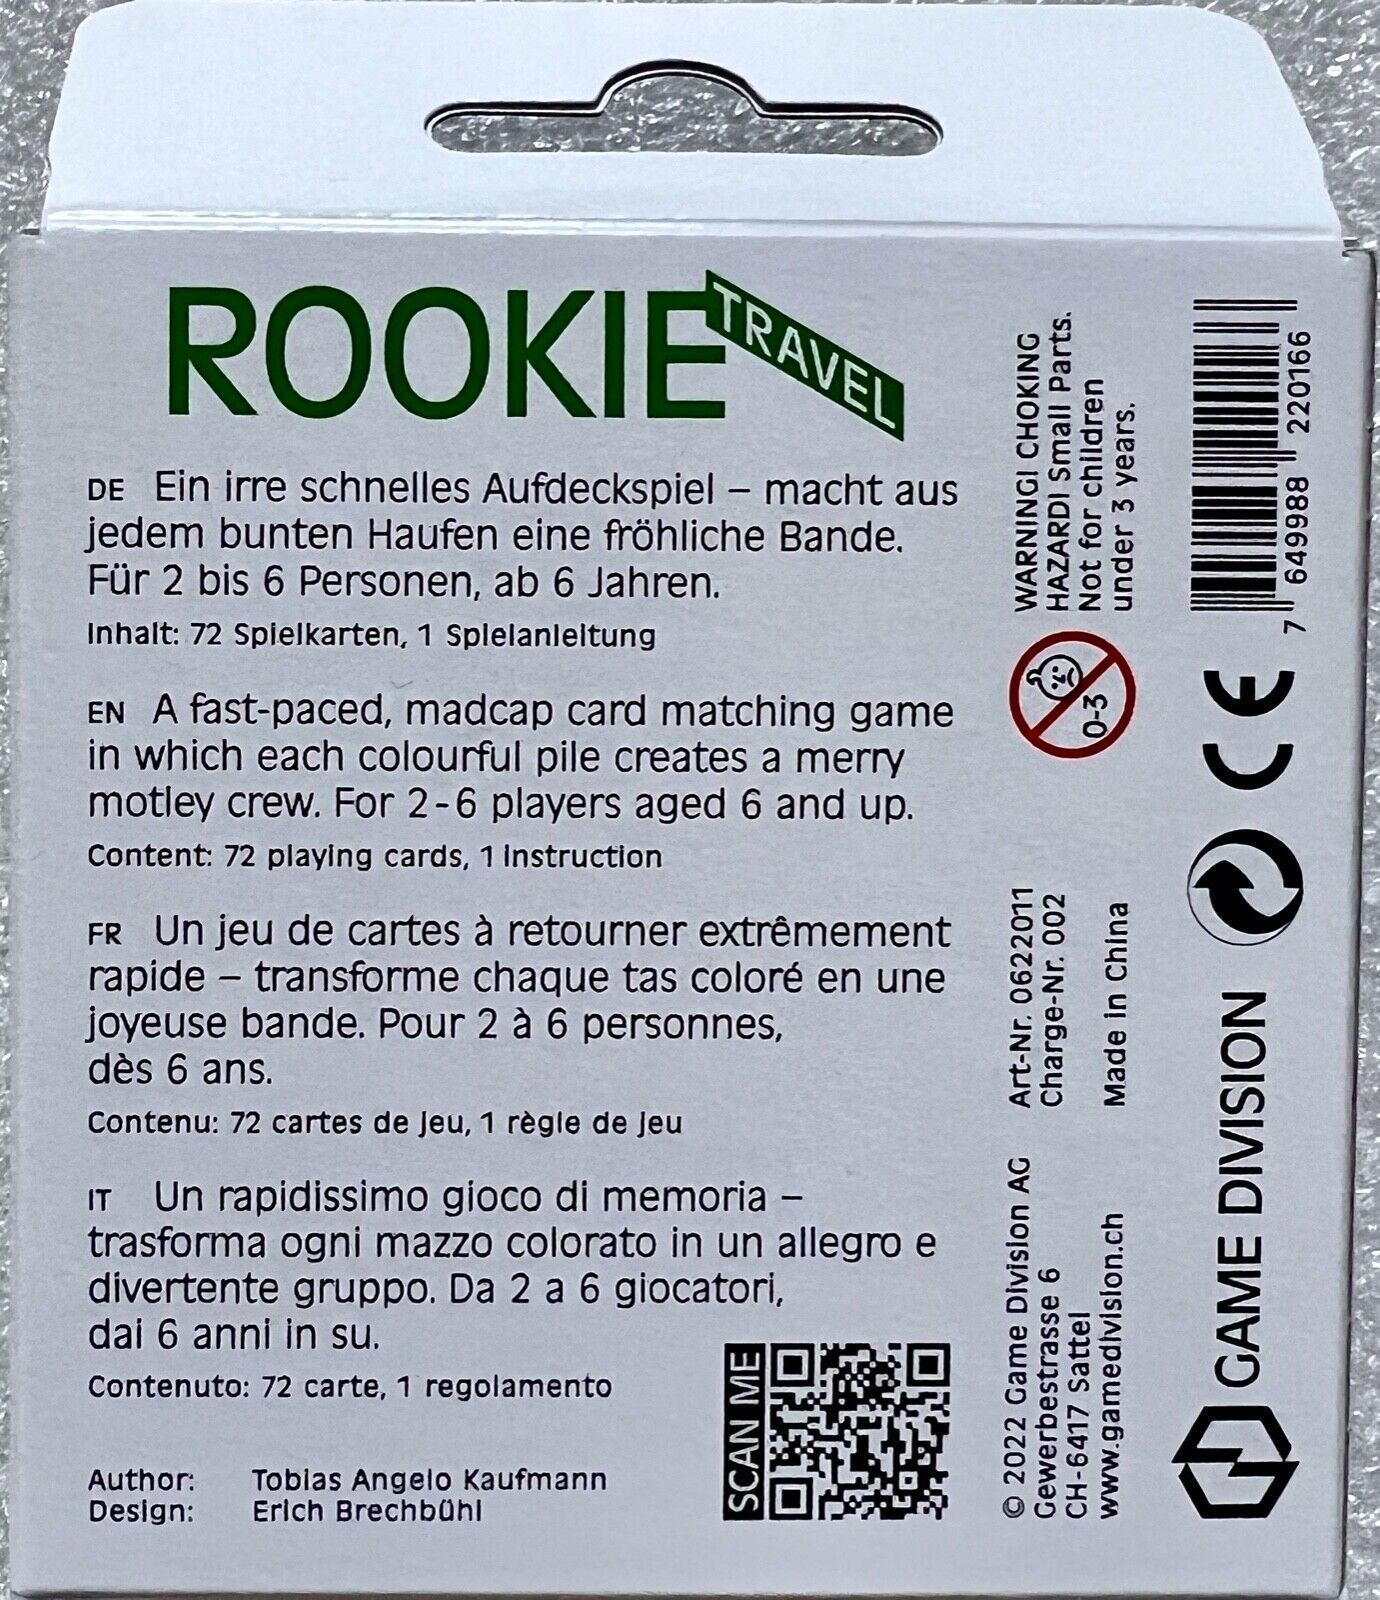 ROOKIE TRAVEL
DE Ein irre schnelles Aufdeckspiel – macht aus
jedem bunten Haufen eine fröhliche Bande.
Für 2 bis 6 Personen, ab 6 Jahren.
Inhalt: 72 Spielkarten, 1 Spielanleitung
EN A fast-paced, madcap card matching game
in which each colourful pile creates a merry
motley crew. For 2-6 players aged 6 and up.
Content: 72 playing cards, 1 Instruction
FR Un jeu de cartes à retourner extrêmement
rapide – transforme chaque tas coloré en une
joyeuse bande. Pour 2 à 6 personnes,
dès 6 ans.
Contenu: 72 cartes de jeu, 1 règle de jeu
IT Un rapidissimo gioco di memoria –
trasforma ogni mazzo colorato in un allegro e
divertente gruppo. Da 2 a 6 giocatori,
dai 6 anni in su.
Contenuto: 72 carte, 1 regolamento
Author: Tobias Angelo Kaufmann
Design: Erich Brechbühl
SCAN ME
WARNING! CHOKING
HAZARD! Small Parts.
Not for children
under 3 years.
0-3
Art-Nr. 0622011
Charge-Nr. 002
Made in China
© 2022 Game Division AG
Gewerbestrasse 6
CH-6417 Sattel
www.gamedivision.ch
7 649988 220166
CE
GAME DIVISION